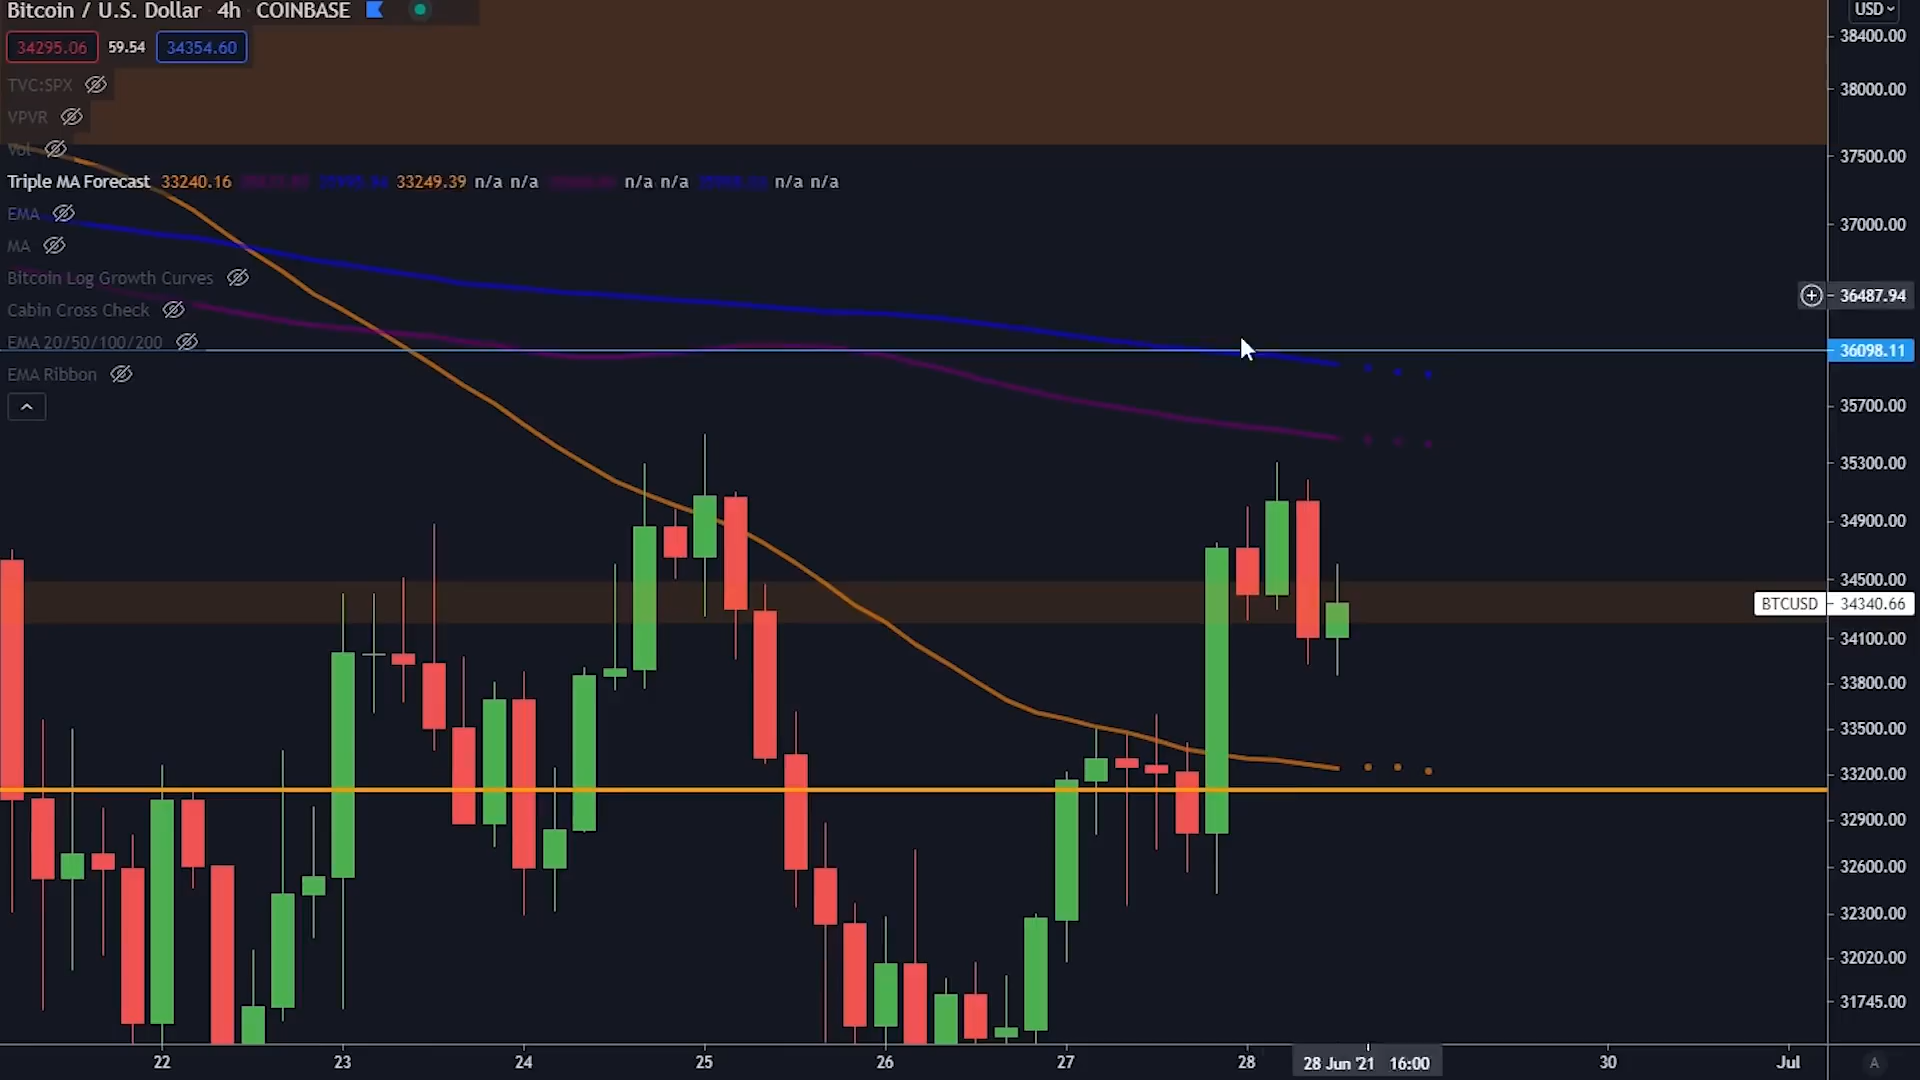 Bitcoin / U.S. Dollar 4h COINBASE
34295.06 59.54 34354.60
TVC:SPX
VPVR
Vol
Triple MA Forecast 33240.16 33249.39 n/a n/a n/a n/a n/a n/a
EMA
MA
Bitcoin Log Growth Curves
Cabin Cross Check
EMA 20/50/100/200
EMA Ribbon
USD
38400.00
38000.00
37500.00
37000.00
36487.94
36098.11
35700.00
35300.00
34900.00
34500.00
BTCUSD 34340.66
34100.00
33800.00
33500.00
33200.00
32900.00
32600.00
32300.00
32020.00
31745.00
22 23 24 25 26 27 28 28 Jun '21 16:00 30 Jul A